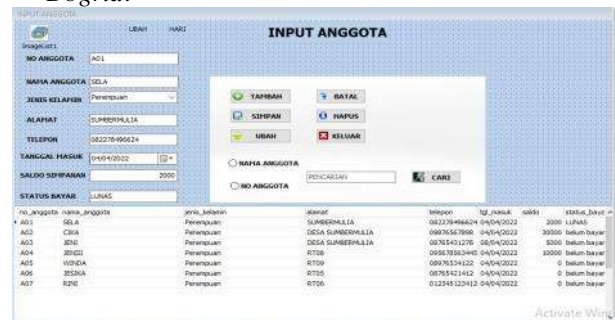 INPUT ANGGOTA
UBAH HARI
INPUT ANGGOTA
ImageList1
NO ANGGOTA A01
NAMA ANGGOTA SELA
JENIS KELAMIN Perempuan
ALAMAT SUMBERMULIA
TELEPON 082278496624
TANGGAL MASUK 04/04/2022
SALDO SIMPANAN 2000
STATUS BAYAR LUNAS
TAMBAH BATAL
SIMPAN HAPUS
UBAH KELUAR
NAMA ANGGOTA
NO ANGGOTA
PENCARIAN CARI
no_anggota nama_anggota jenis_kelamin alamat telepon tgl_masuk saldo status_baya
A01 SELA Perempuan SUMBERMULIA 082278496624 04/04/2022 2000 LUNAS
A02 CIKA Perempuan DESA SUMBERMULIA 09876567898 04/04/2022 30000 belum bayar
A03 JENI Perempuan DESA SUMBERMULIA 08765431278 08/04/2022 5000 belum bayar
A04 JENIII Perempuan RT08 095678563445 04/04/2022 10000 belum bayar
A05 WINDA Perempuan RT09 08976534122 04/04/2022 0 belum bayar
A06 JESIKA Perempuan RT05 08765421412 04/04/2022 0 belum bayar
A07 RINI Perempuan RT06 012345123412 04/04/2022 0 belum bayar
Activate Win